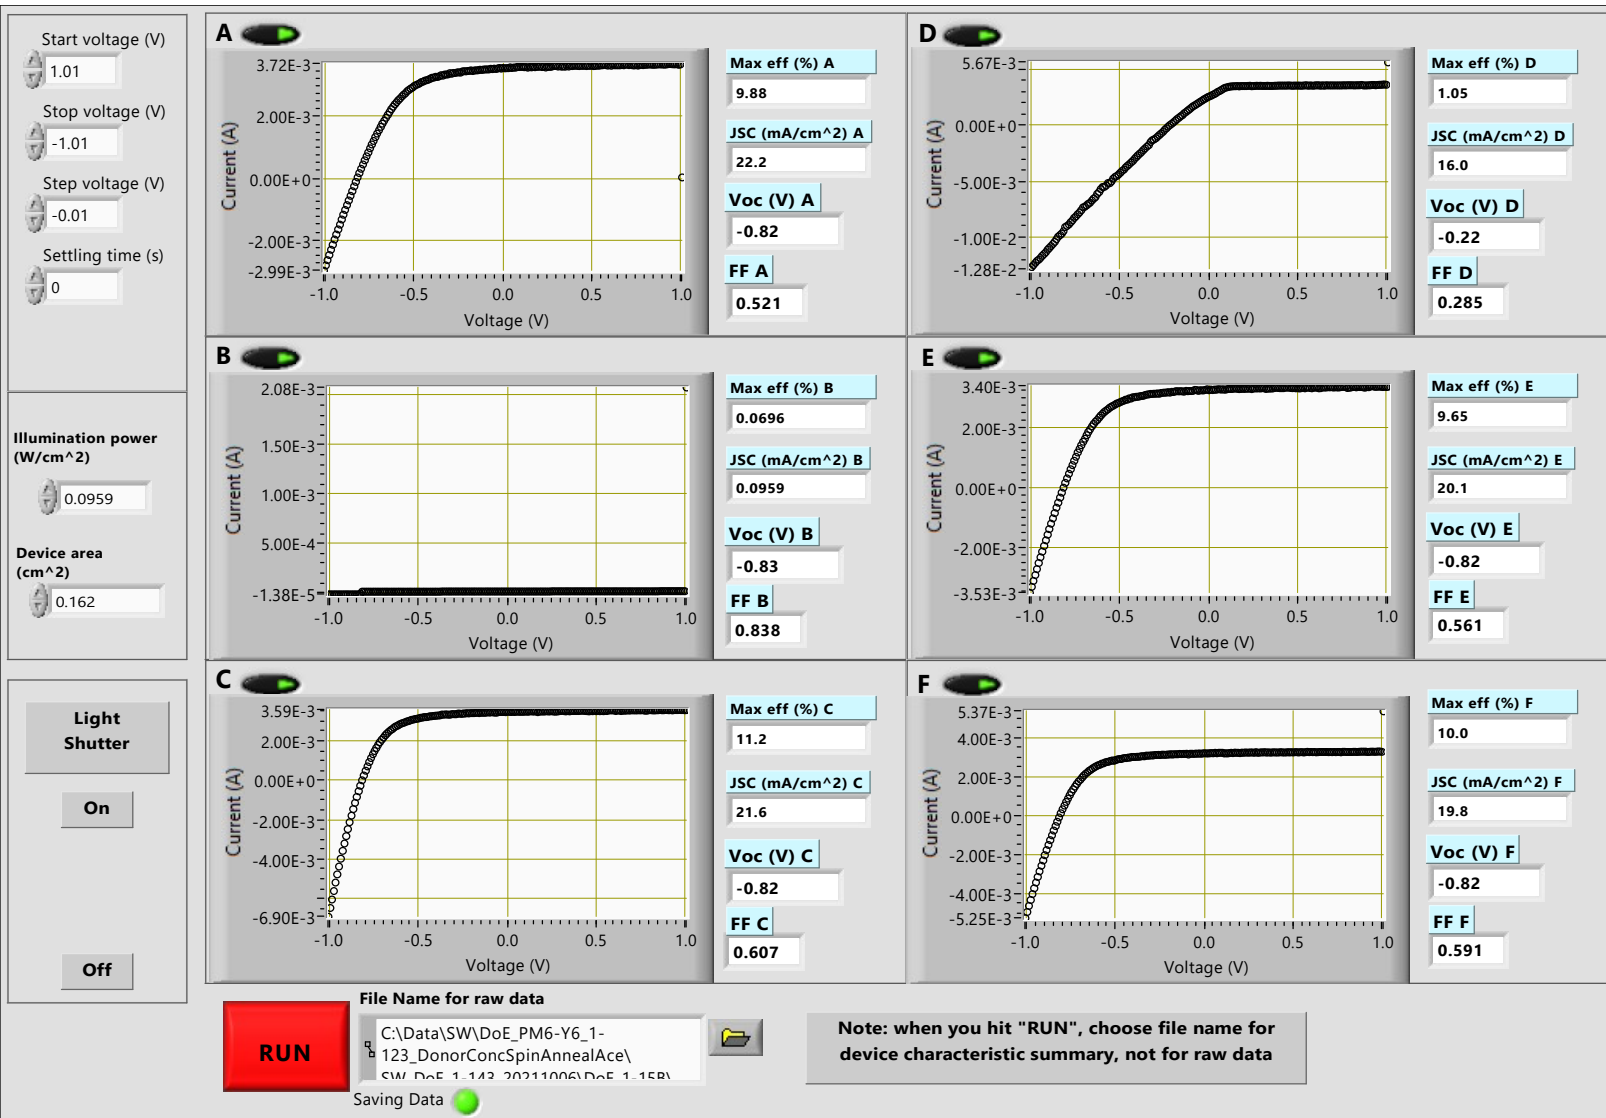 Start voltage (V)
1.01
Stop voltage (V)
-1.01
Step voltage (V)
-0.01
Settling time (s)
0
Illumination power
(W/cm^2)
0.0959
Device area
(cm^2)
0.162
Light
Shutter
On
Off
A
Current (A)
3.72E-3
2.00E-3
0.00E+0
-2.00E-3
-2.99E-3
-1.0 -0.5 0.0 0.5 1.0
Voltage (V)
Max eff (%) A
9.88
JSC (mA/cm^2) A
22.2
Voc (V) A
-0.82
FF A
0.521
B
Current (A)
2.08E-3
1.50E-3
1.00E-3
5.00E-4
-1.38E-5
-1.0 -0.5 0.0 0.5 1.0
Voltage (V)
Max eff (%) B
0.0696
JSC (mA/cm^2) B
0.0959
Voc (V) B
-0.83
FF B
0.838
C
Current (A)
3.59E-3
2.00E-3
0.00E+0
-2.00E-3
-4.00E-3
-6.90E-3
-1.0 -0.5 0.0 0.5 1.0
Voltage (V)
Max eff (%) C
11.2
JSC (mA/cm^2) C
21.6
Voc (V) C
-0.82
FF C
0.607
D
Current (A)
5.67E-3
0.00E+0
-5.00E-3
-1.00E-2
-1.28E-2
-1.0 -0.5 0.0 0.5 1.0
Voltage (V)
Max eff (%) D
1.05
JSC (mA/cm^2) D
16.0
Voc (V) D
-0.22
FF D
0.285
E
Current (A)
3.40E-3
2.00E-3
0.00E+0
-2.00E-3
-3.53E-3
-1.0 -0.5 0.0 0.5 1.0
Voltage (V)
Max eff (%) E
9.65
JSC (mA/cm^2) E
20.1
Voc (V) E
-0.82
FF E
0.561
F
Current (A)
5.37E-3
4.00E-3
2.00E-3
0.00E+0
-2.00E-3
-4.00E-3
-5.25E-3
-1.0 -0.5 0.0 0.5 1.0
Voltage (V)
Max eff (%) F
10.0
JSC (mA/cm^2) F
19.8
Voc (V) F
-0.82
FF F
0.591
RUN
File Name for raw data
C:\Data\SW\DoE_PM6-Y6_1-
123_DonorConcSpinAnnealAce\
SW_DoE_1-143_20211006\DoE_1-15B\
Saving Data
Note: when you hit "RUN", choose file name for
device characteristic summary, not for raw data